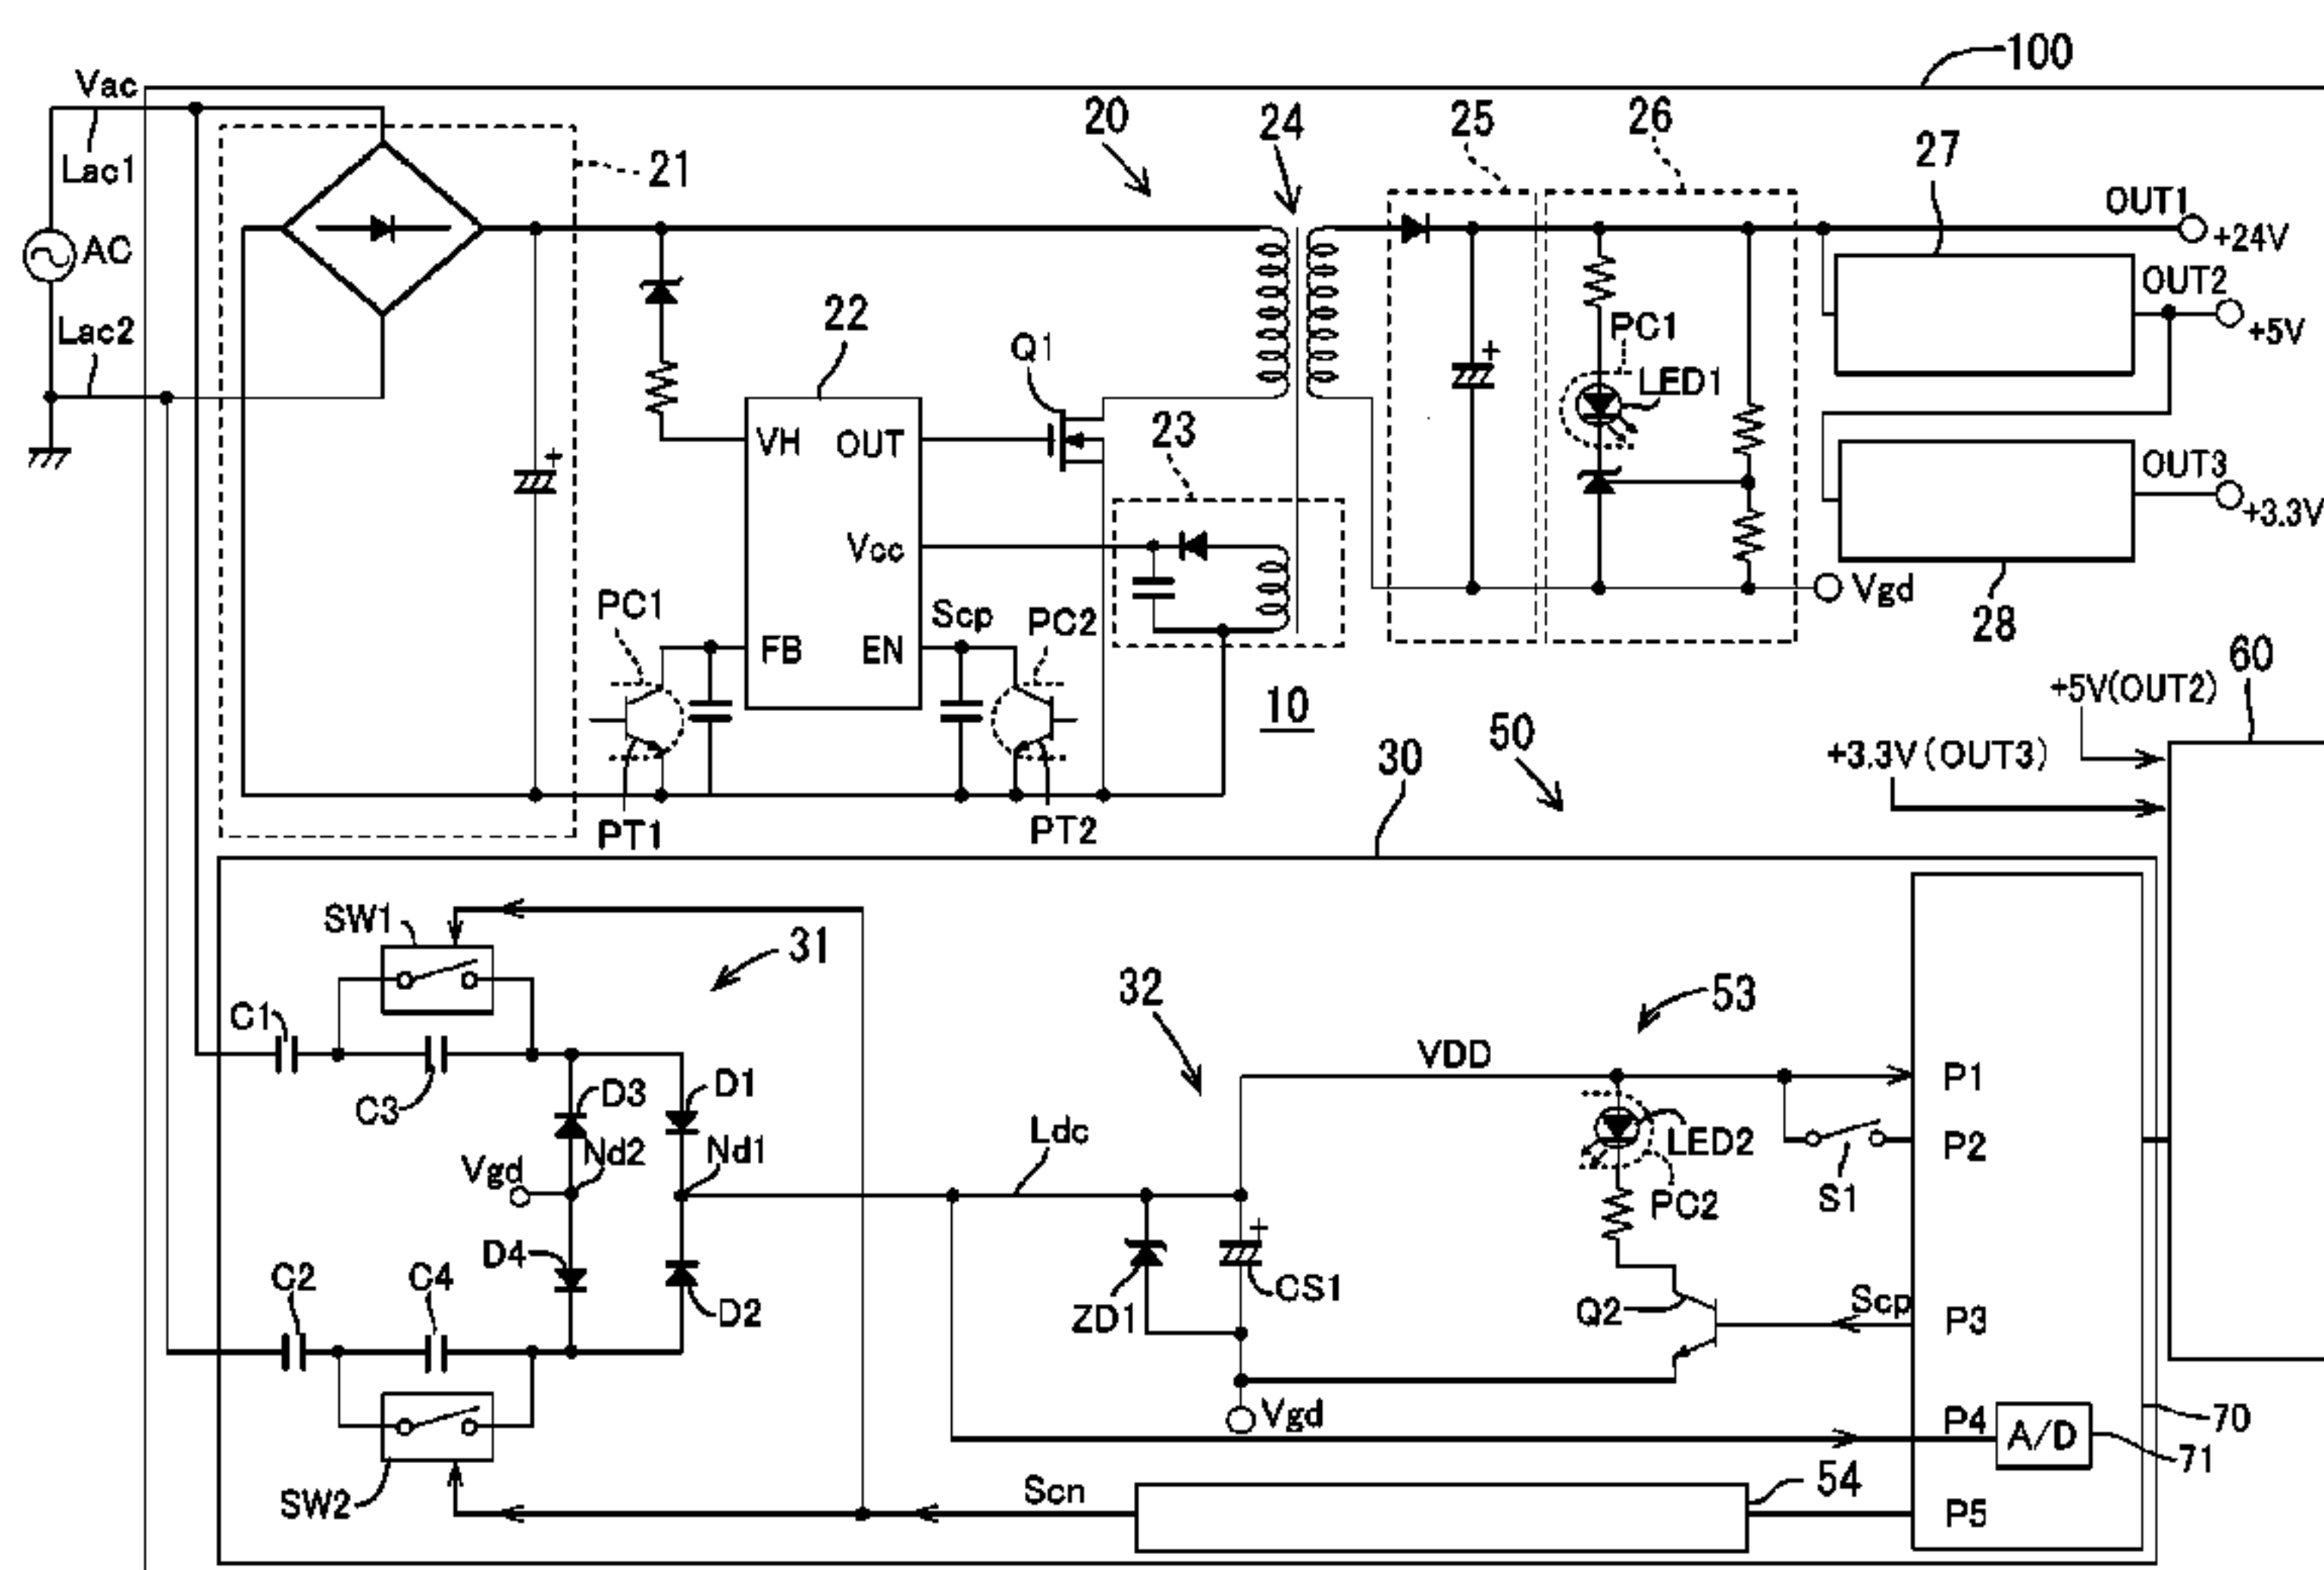 100
Vac
Lac1
21
20
24
25
26
27
OUT1
+24V
AC
OUT2
+5V
Lac2
22
Q1
PC1
LED1
23
VH
OUT
OUT3
+3.3V
Vcc
Vgd
28
PC1
Scp
PC2
FB
EN
10
60
+5V(OUT2)
50
+3.3V(OUT3)
30
PT1
PT2
SW1
31
32
53
C1
VDD
C3
D3
D1
P1
Ldc
LED2
P2
Vgd
Nd2
Nd1
PC2
S1
D4
C2
C4
D2
ZD1
CS1
Q2
Scp
P3
Vgd
P4
A/D
70
71
SW2
Scn
54
P5